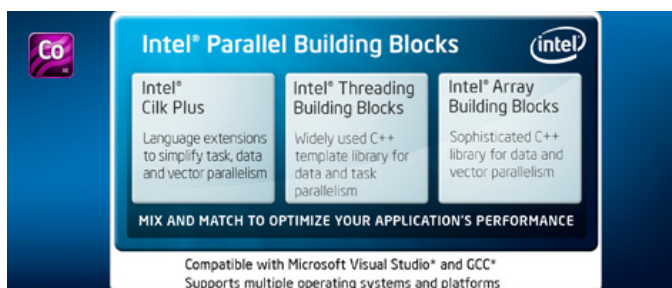 Co
Intel® Parallel Building Blocks
(intel)
Intel®
Cilk Plus
Language extensions
to simplify task, data
and vector parallelism
Intel® Threading
Building Blocks
Widely used C++
template library for
data and task
parallelism
Intel® Array
Building Blocks
Sophisticated C++
library for data and
vector parallelism
MIX AND MATCH TO OPTIMIZE YOUR APPLICATION'S PERFORMANCE
Compatible with Microsoft Visual Studio* and GCC*
Supports multiple operating systems and platforms